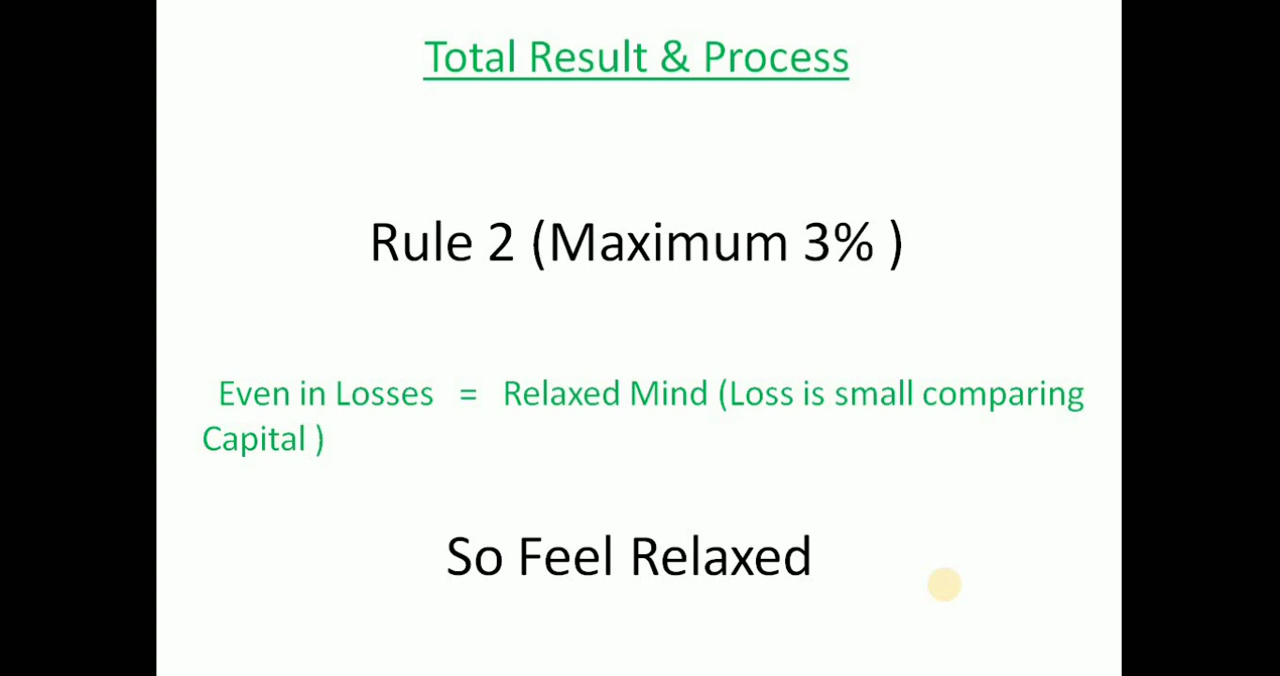 Total Result & Process
Rule 2 (Maximum 3% )
Even in Losses = Relaxed Mind (Loss is small comparing
Capital )
So Feel Relaxed